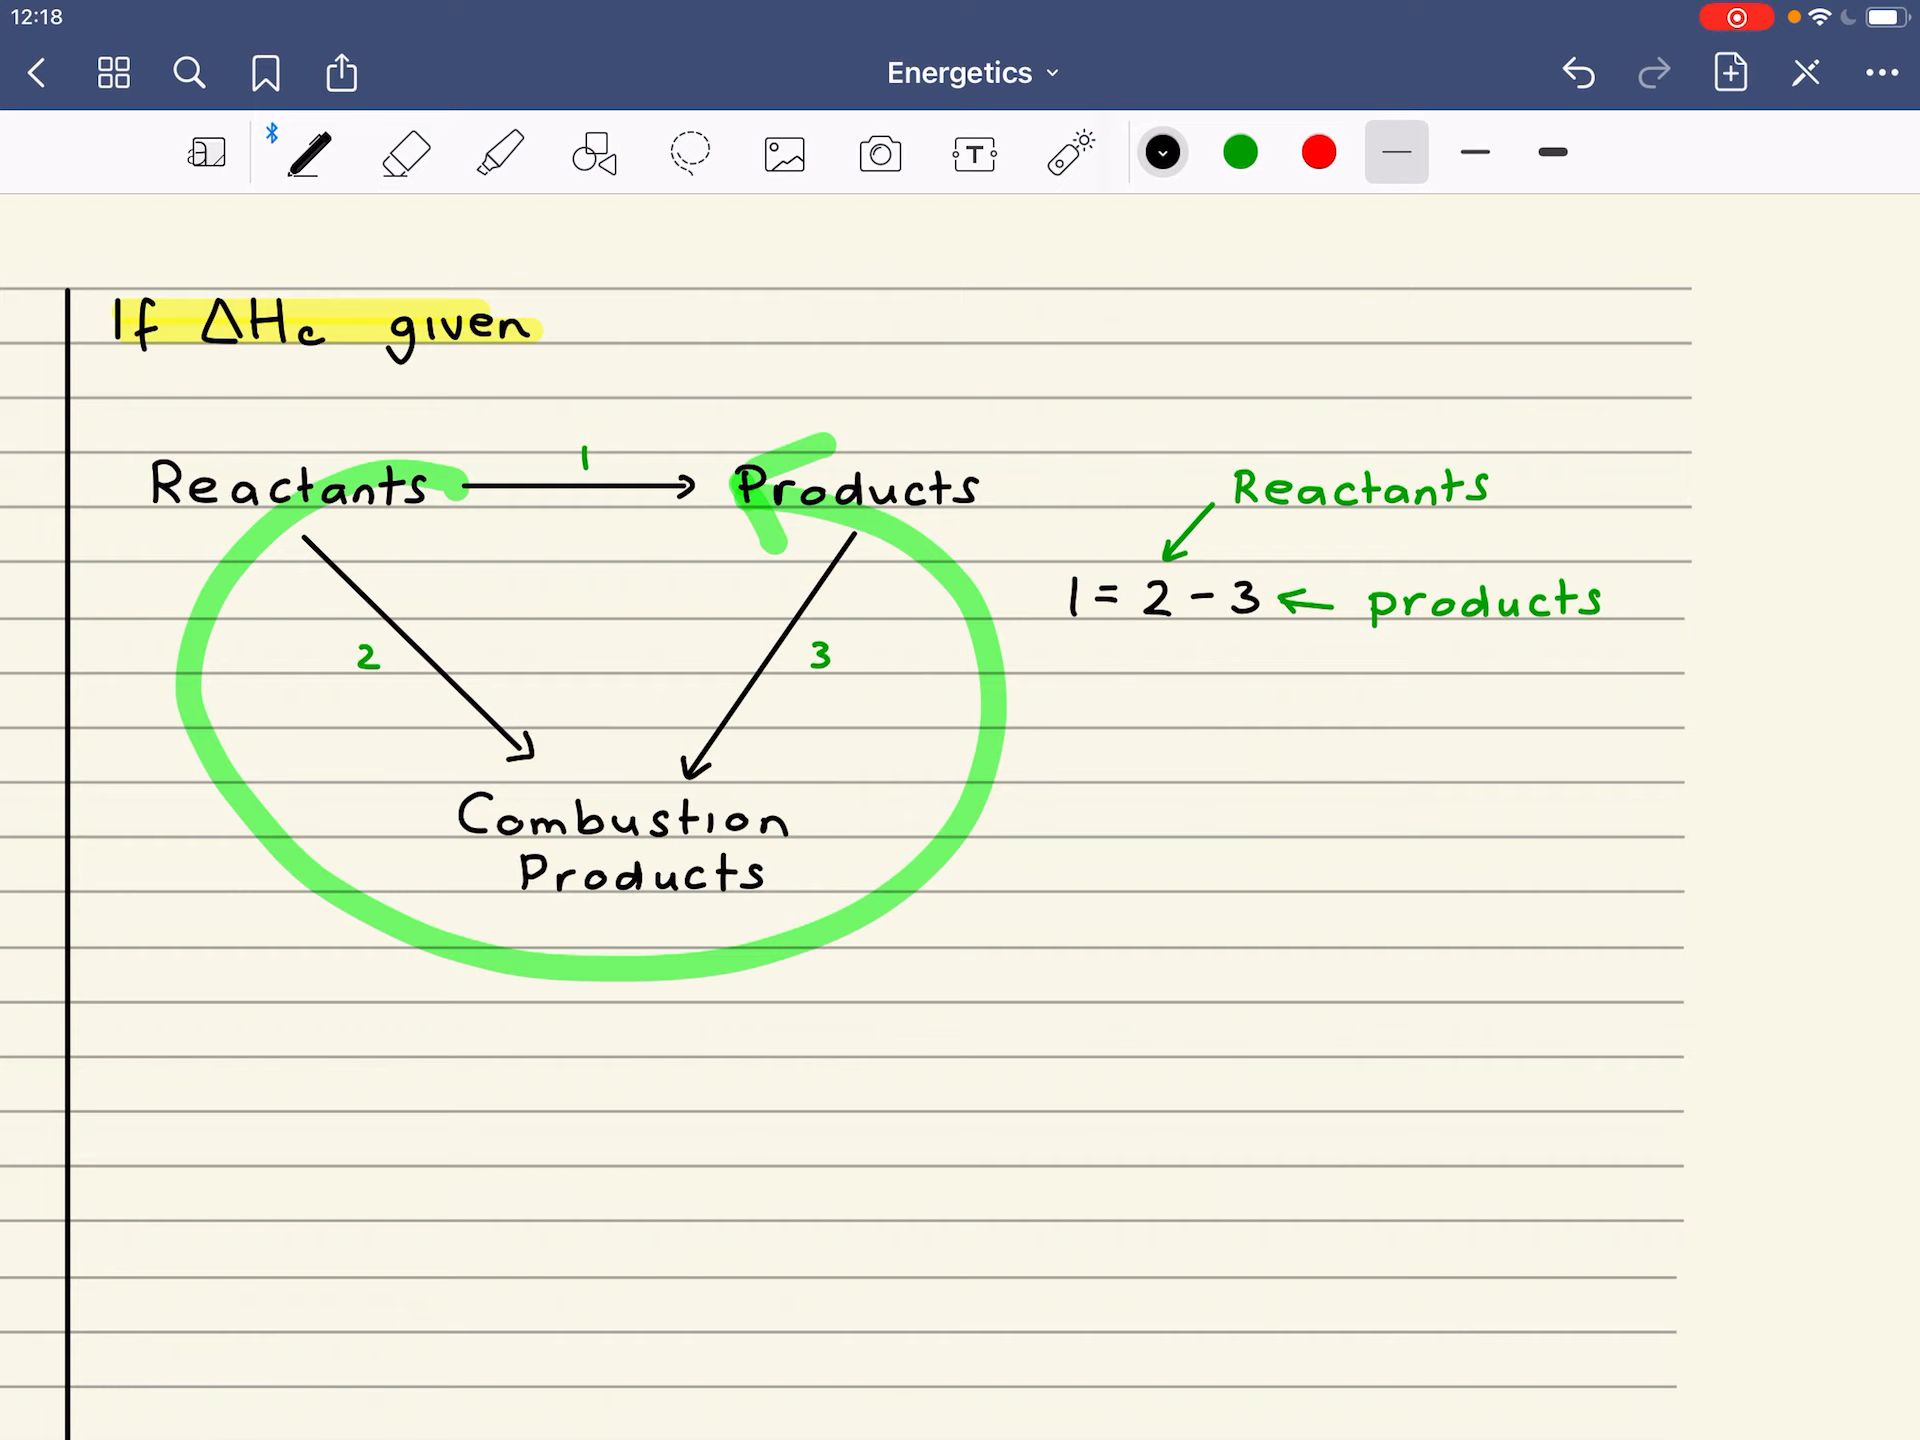 12:18
Energetics
If ΔHc given
Reactants 1 Products
Reactants
1 = 2 - 3 ← products
2 3
Combustion
Products